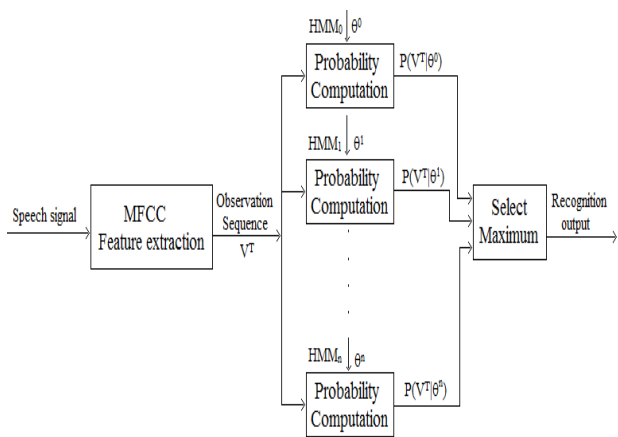 HMM₀ θ⁰
Probability
Computation
P(Vᵀ|θ⁰)
HMM₁ θ¹
Probability
Computation
P(Vᵀ|θ¹)
Speech signal
MFCC
Feature extraction
Observation
Sequence
Vᵀ
Select
Maximum
Recognition
output
HMMₙ θⁿ
Probability
Computation
P(Vᵀ|θⁿ)